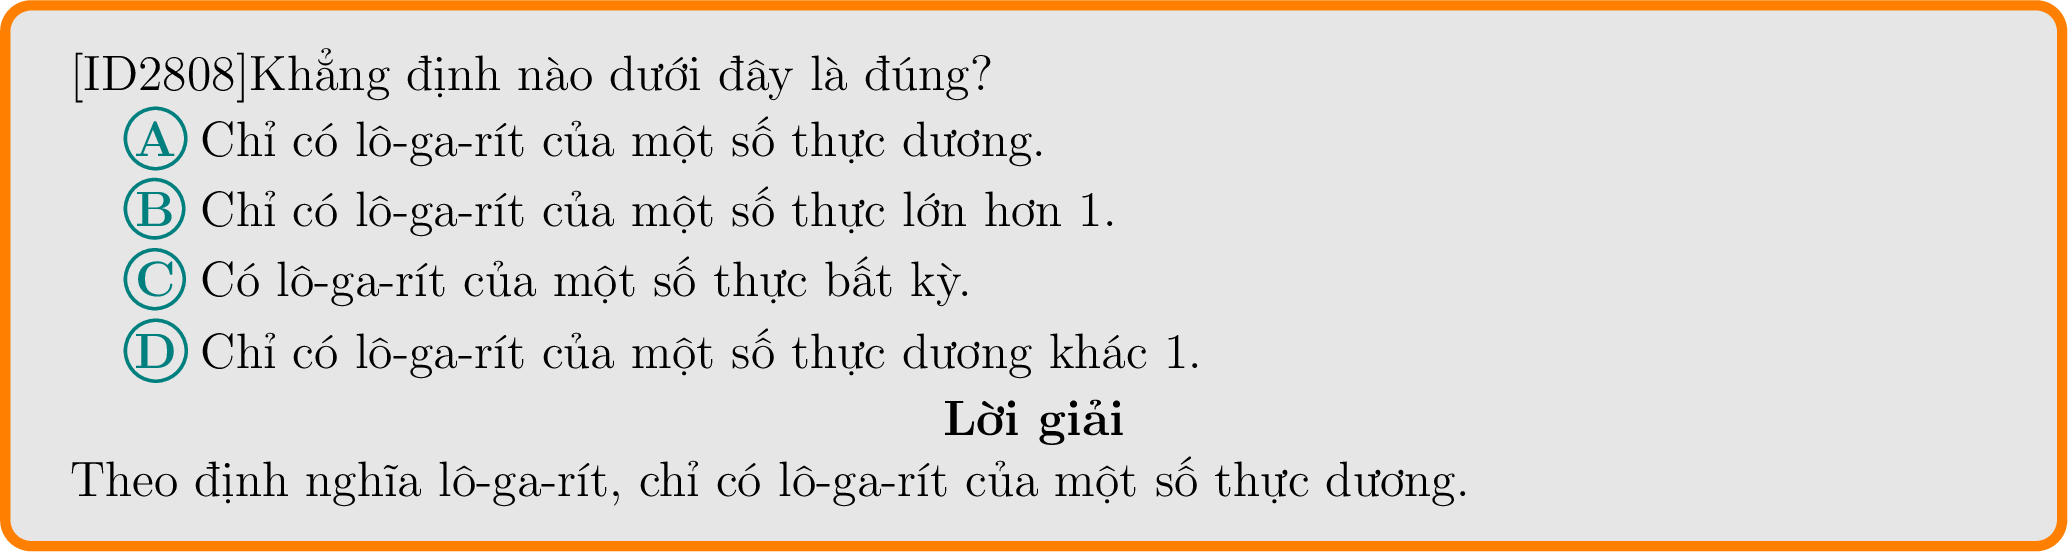 [ID2808]Khẳng định nào dưới đây là đúng?
A Chỉ có lô-ga-rít của một số thực dương.
B Chỉ có lô-ga-rít của một số thực lớn hơn 1.
C Có lô-ga-rít của một số thực bất kỳ.
D Chỉ có lô-ga-rít của một số thực dương khác 1.
Lời giải
Theo định nghĩa lô-ga-rít, chỉ có lô-ga-rít của một số thực dương.